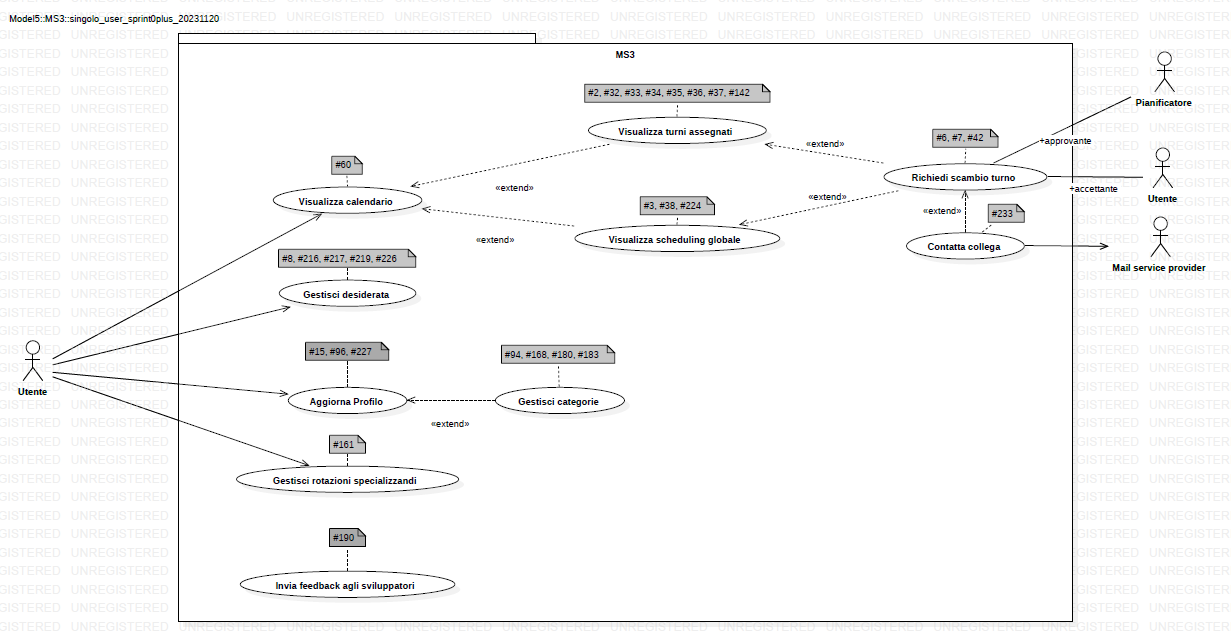 Model5::MS3::singolo_user_sprint0plus_20231120
MS3
#2, #32, #33, #34, #35, #36, #37, #142
Visualizza turni assegnati
#60
Visualizza calendario
«extend»
«extend»
#3, #38, #224
Visualizza scheduling globale
«extend»
«extend»
#6, #7, #42
Richiedi scambio turno
«extend»
#233
Contatta collega
+approvante
+accettante
Pianificatore
Utente
Mail service provider
#8, #216, #217, #219, #226
Gestisci desiderata
#15, #96, #227
Aggiorna Profilo
#94, #168, #180, #183
Gestisci categorie
«extend»
Utente
#161
Gestisci rotazioni specializzandi
#190
Invia feedback agli sviluppatori
UNREGISTERED